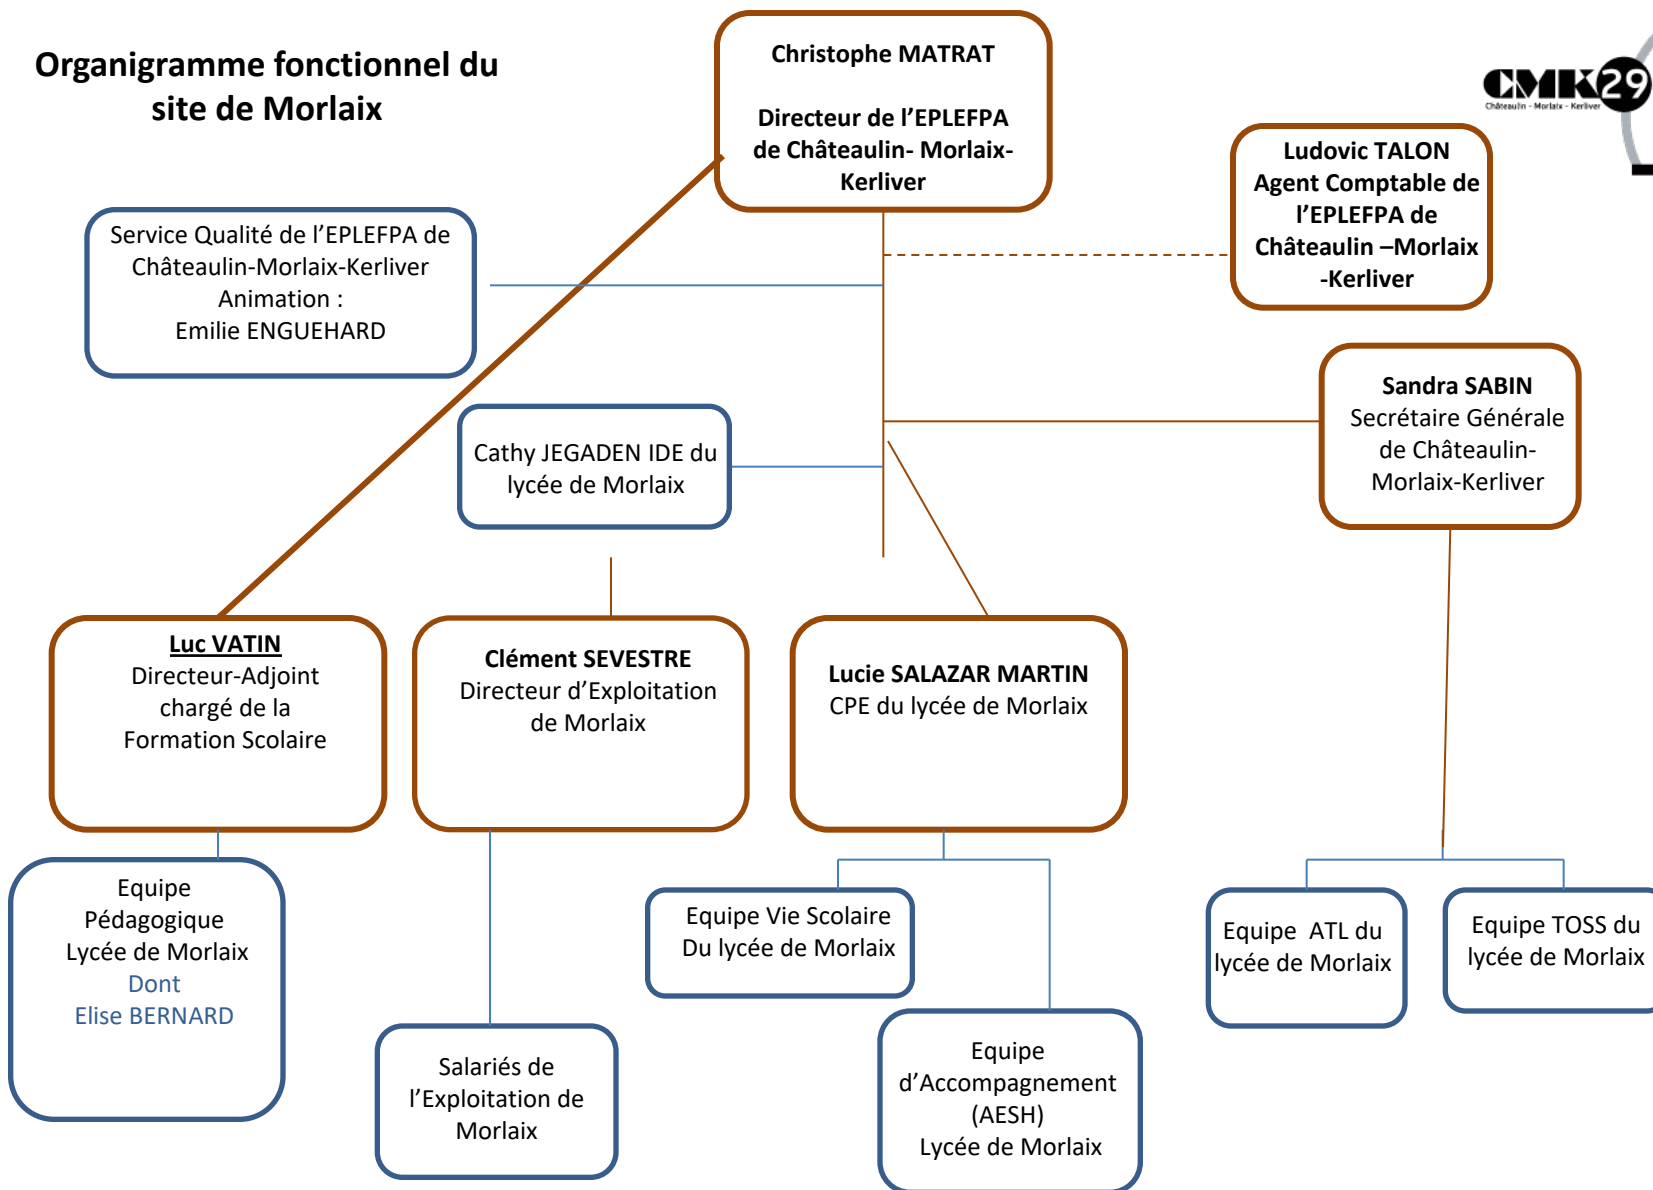 Organigramme fonctionnel du
site de Morlaix
Christophe MATRAT
Directeur de l’EPLEFPA
de Châteaulin- Morlaix-
Kerliver
CMK29
Châteaulin - Morlaix - Kerliver
Ludovic TALON
Agent Comptable de
l’EPLEFPA de
Châteaulin –Morlaix
-Kerliver
Service Qualité de l’EPLEFPA de
Châteaulin-Morlaix-Kerliver
Animation :
Emilie ENGUEHARD
Sandra SABIN
Secrétaire Générale
de Châteaulin-
Morlaix-Kerliver
Cathy JEGADEN IDE du
lycée de Morlaix
Luc VATIN
Directeur-Adjoint
chargé de la
Formation Scolaire
Clément SEVESTRE
Directeur d’Exploitation
de Morlaix
Lucie SALAZAR MARTIN
CPE du lycée de Morlaix
Equipe
Pédagogique
Lycée de Morlaix
Dont
Elise BERNARD
Salariés de
l’Exploitation de
Morlaix
Equipe Vie Scolaire
Du lycée de Morlaix
Equipe
d’Accompagnement
(AESH)
Lycée de Morlaix
Equipe  ATL du
lycée de Morlaix
Equipe TOSS du
lycée de Morlaix